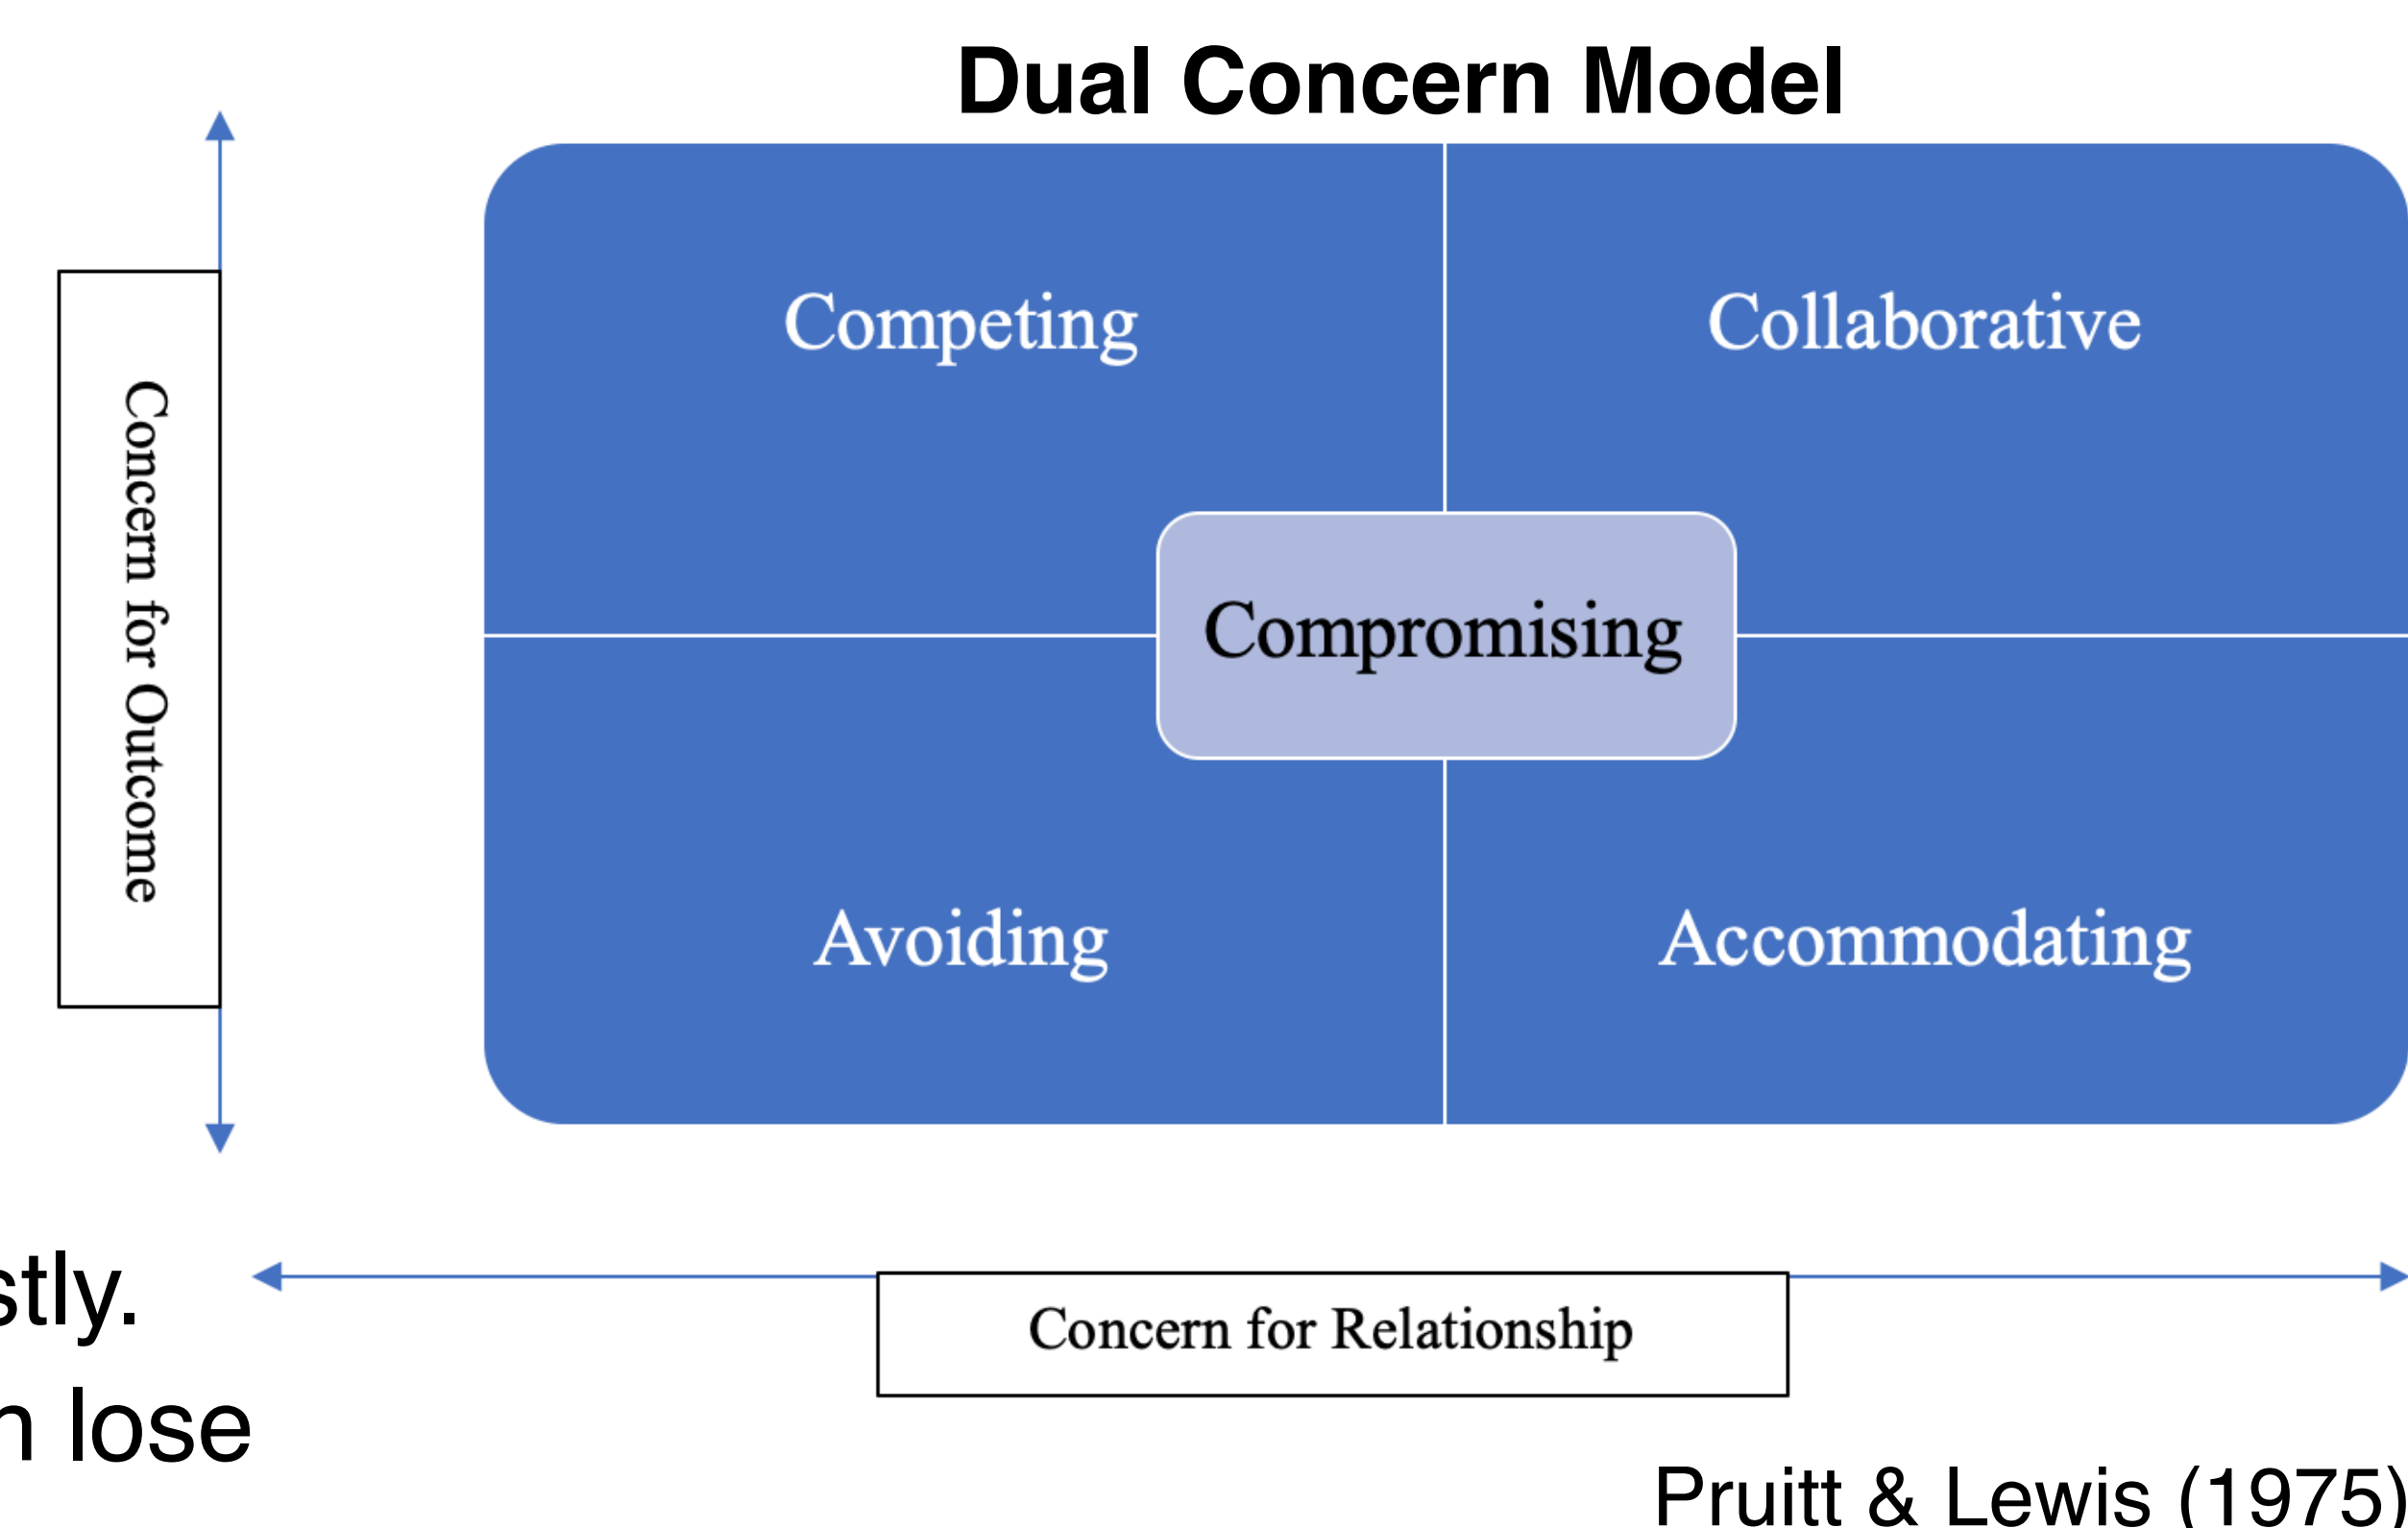 Dual Concern Model
Competing
Collaborative
Concern for Outcome
Compromising
Avoiding
Accommodating
stly.
Concern for Relationship
n lose
Pruitt & Lewis (1975)